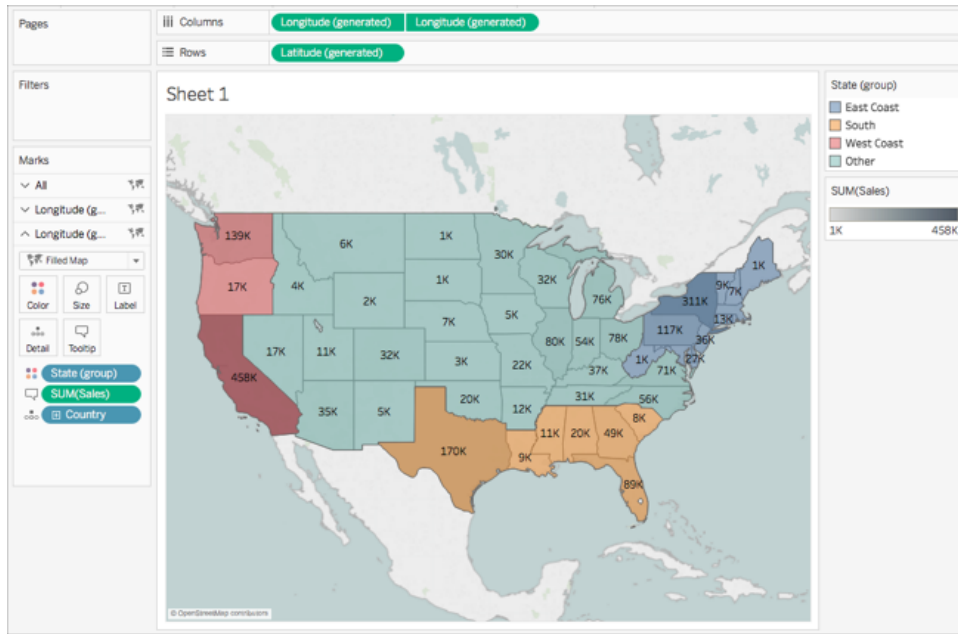 Pages
Columns
Longitude (generated)
Longitude (generated)
Rows
Latitude (generated)
Filters
Marks
All
Longitude (g...
Longitude (g...
Filled Map
Color
Size
Label
Detail
Tooltip
State (group)
SUM(Sales)
Country
Sheet 1
139K
6K
1K
30K
1K
17K
4K
1K
32K
76K
311K
9K
7K
2K
5K
13K
7K
117K
36K
17K
11K
32K
80K
54K
78K
1K
27K
458K
3K
22K
37K
71K
35K
5K
20K
12K
31K
56K
8K
170K
9K
11K
20K
49K
89K
© OpenStreetMap contributors
State (group)
East Coast
South
West Coast
Other
SUM(Sales)
1K
458K